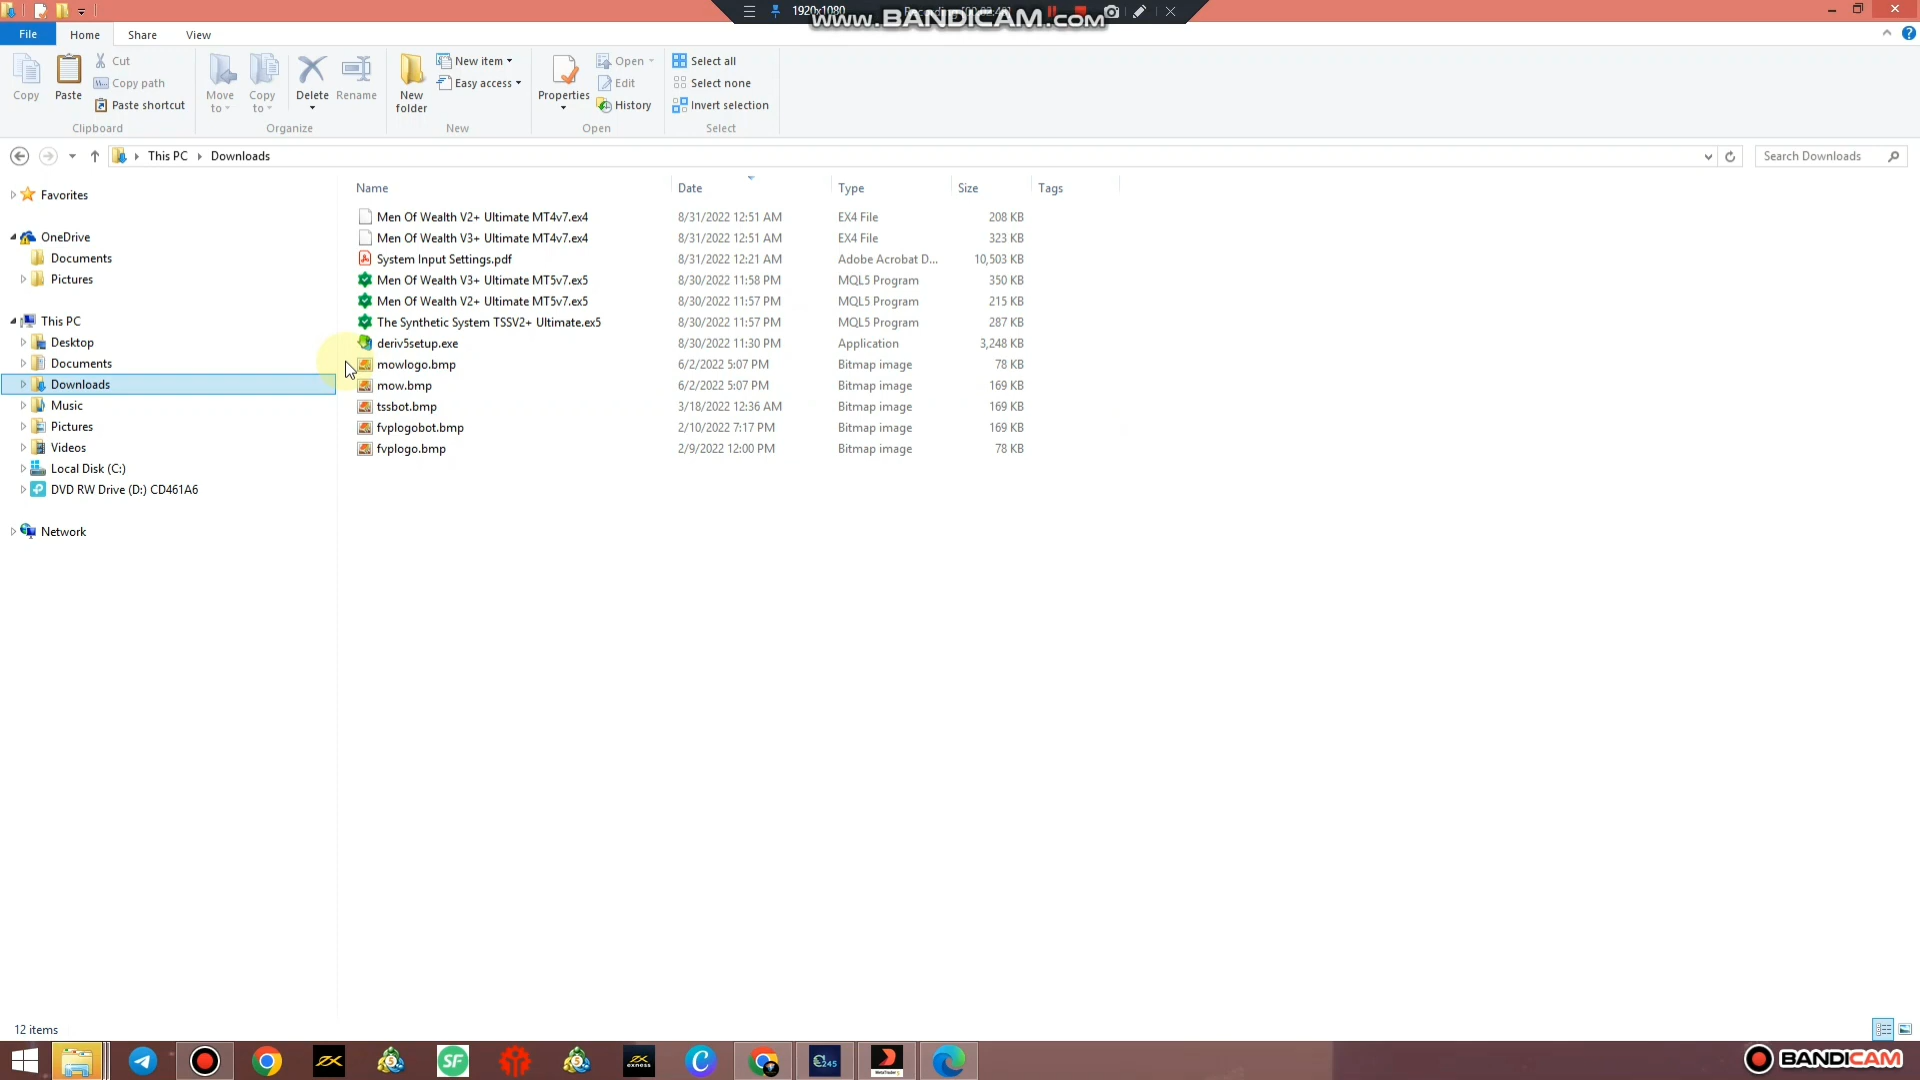 1920x1080
www.BANDICAM.com
File Home Share View
Copy
Paste
Cut
Copy path
Paste shortcut
Clipboard
Move to
Copy to
Delete
Rename
Organize
New folder
New item
Easy access
New
Properties
Open
Edit
History
Open
Select all
Select none
Invert selection
Select
This PC Downloads
Search Downloads
Favorites
OneDrive
Documents
Pictures
This PC
Desktop
Documents
Downloads
Music
Pictures
Videos
Local Disk (C:)
DVD RW Drive (D:) CD461A6
Network
Name Date Type Size Tags
Men Of Wealth V2+ Ultimate MT4v7.ex4 8/31/2022 12:51 AM EX4 File 208 KB
Men Of Wealth V3+ Ultimate MT4v7.ex4 8/31/2022 12:51 AM EX4 File 323 KB
System Input Settings.pdf 8/31/2022 12:21 AM Adobe Acrobat D... 10,503 KB
Men Of Wealth V3+ Ultimate MT5v7.ex5 8/30/2022 11:58 PM MQL5 Program 350 KB
Men Of Wealth V2+ Ultimate MT5v7.ex5 8/30/2022 11:57 PM MQL5 Program 215 KB
The Synthetic System TSSV2+ Ultimate.ex5 8/30/2022 11:57 PM MQL5 Program 287 KB
deriv5setup.exe 8/30/2022 11:30 PM Application 3,248 KB
mowlogo.bmp 6/2/2022 5:07 PM Bitmap image 78 KB
mow.bmp 6/2/2022 5:07 PM Bitmap image 169 KB
tssbot.bmp 3/18/2022 12:36 AM Bitmap image 169 KB
fvplogobot.bmp 2/10/2022 7:17 PM Bitmap image 169 KB
fvplogo.bmp 2/9/2022 12:00 PM Bitmap image 78 KB
12 items
SF
exness
245
BANDICAM